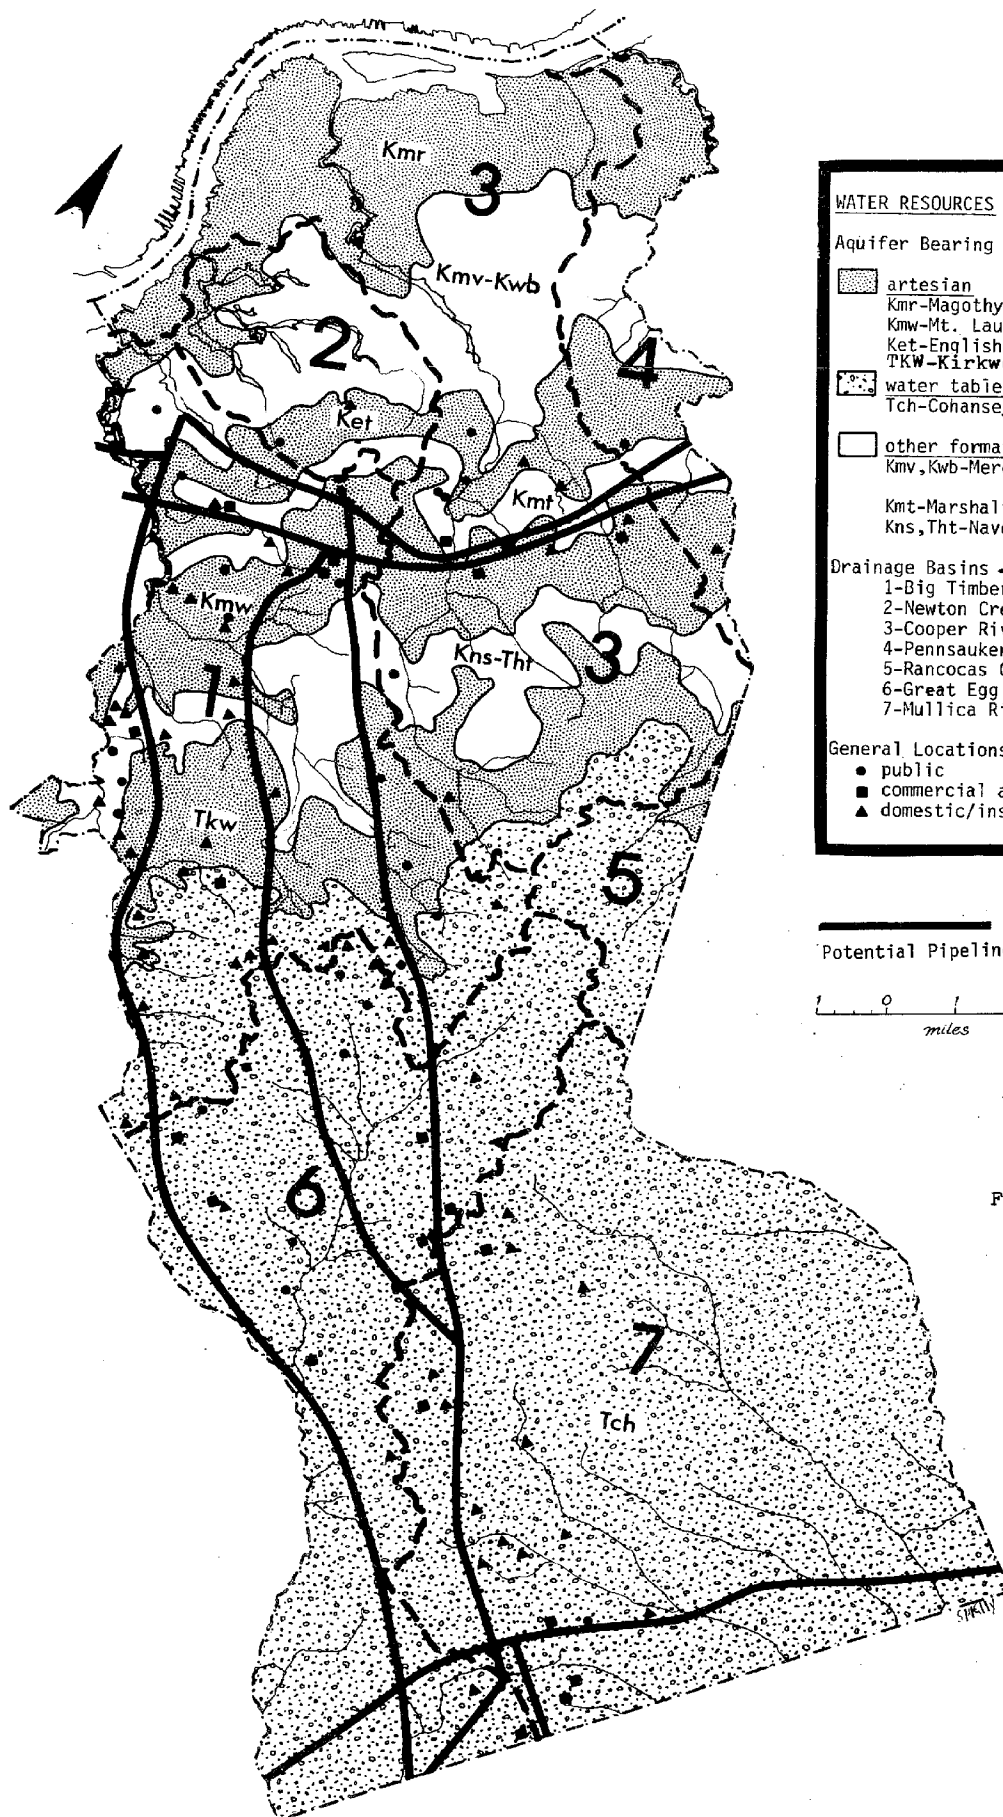 Kmr
3
Kmv-Kwb
2
4
Ket
Kmt
Kmw
Kns-Tht
3
1
Tkw
5
6
7
Tch
WATER RESOURCES
Aquifer Bearing
artesian
Kmr-Magothy
Kmw-Mt. Lau
Ket-English
TKW-Kirkw
water table
Tch-Cohanse
other forma
Kmv,Kwb-Mer
Kmt-Marshal
Kns,Tht-Nav
Drainage Basins
1-Big Timber
2-Newton Cre
3-Cooper Riv
4-Pennsauken
5-Rancocas C
6-Great Egg
7-Mullica Ri
General Locations
public
commercial a
domestic/ins
Potential Pipelin
1 0 1
miles
F